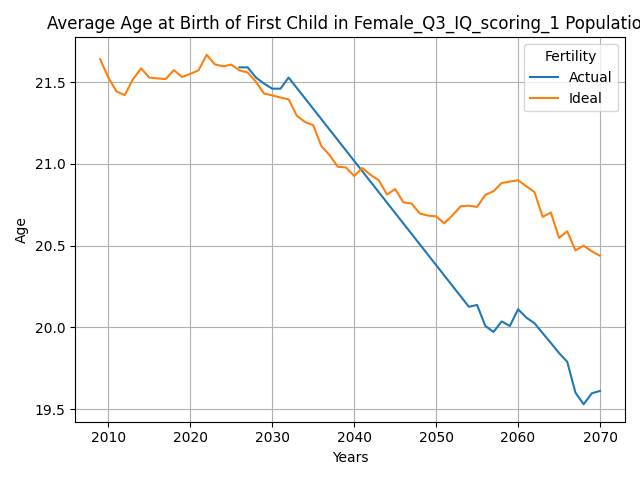 Average Age at Birth of First Child in Female_Q3_IQ_scoring_1 Populatio
Fertility
Actual
Ideal
21.5
21.0
20.5
20.0
19.5
Age
2010 2020 2030 2040 2050 2060 2070
Years